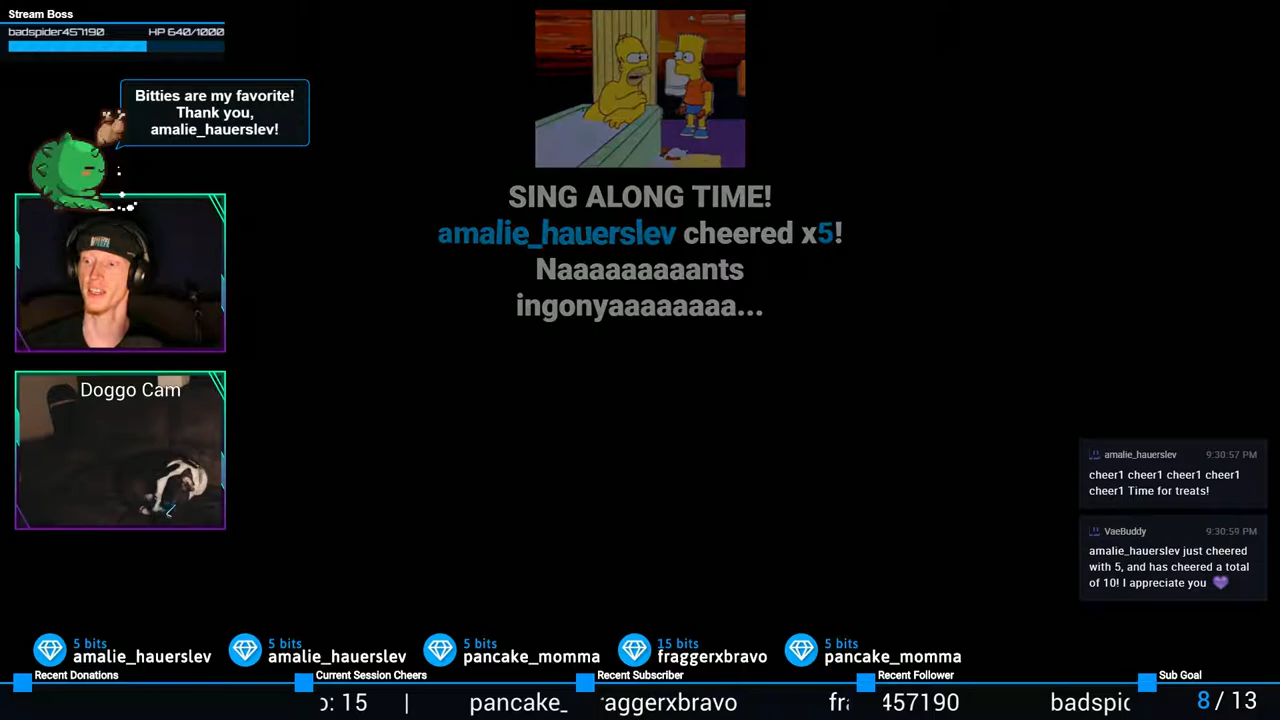 Stream Boss
badspider457190 HP 640/1000
Bitties are my favorite!
Thank you,
amalie_hauerslev!
SING ALONG TIME!
amalie_hauerslev cheered x5!
Naaaaaaaaants
ingonyaaaaaaaa...
Doggo Cam
amalie_hauerslev 9:30:57 PM
cheer1 cheer1 cheer1 cheer1
cheer1 Time for treats!
VaeBuddy 9:30:59 PM
amalie_hauerslev just cheered
with 5, and has cheered a total
of 10! I appreciate you
5 bits
amalie_hauerslev
5 bits
amalie_hauerslev
5 bits
pancake_momma
15 bits
fraggerxbravo
5 bits
pancake_momma
Recent Donations
Current Session Cheers
Recent Subscriber
Recent Follower
Sub Goal
o: 15 | pancake_
raggerxbravo fra
457190 badspid
8 / 13